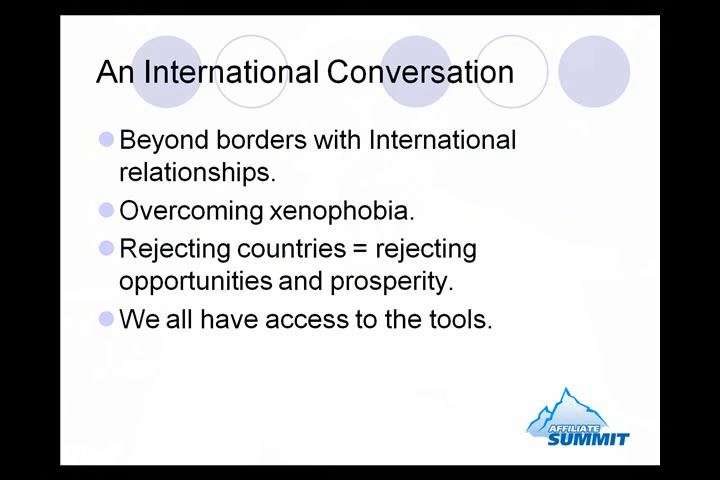 An International Conversation
Beyond borders with International
relationships.
Overcoming xenophobia.
Rejecting countries = rejecting
opportunities and prosperity.
We all have access to the tools.
AFFILIATE
SUMMIT